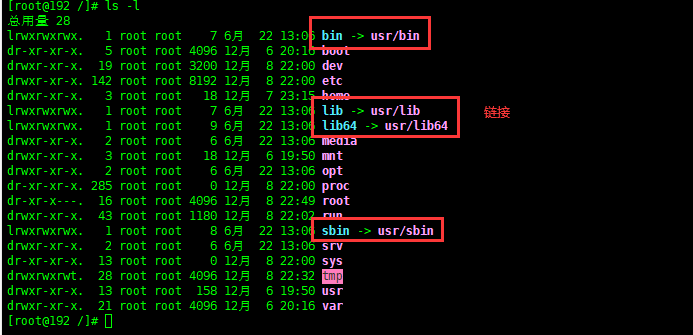 [root@192 /]# ls -l
总用量 28
lrwxrwxrwx.   1 root root    7 6月  22 13:06 bin -> usr/bin
dr-xr-xr-x.   5 root root 4096 12月  6 20:16 boot
drwxr-xr-x.  19 root root 3200 12月  8 22:00 dev
drwxr-xr-x. 142 root root 8192 12月  8 22:00 etc
drwxr-xr-x.   3 root root   18 12月  7 23:15 home
lrwxrwxrwx.   1 root root    7 6月  22 13:06 lib -> usr/lib
链接
lrwxrwxrwx.   1 root root    9 6月  22 13:06 lib64 -> usr/lib64
drwxr-xr-x.   2 root root    6 6月  22 13:06 media
drwxr-xr-x.   3 root root   18 12月  6 19:50 mnt
drwxr-xr-x.   2 root root    6 6月  22 13:06 opt
dr-xr-xr-x. 285 root root    0 12月  8 22:00 proc
dr-xr-x---.  16 root root 4096 12月  8 22:49 root
drwxr-xr-x.  43 root root 1180 12月  8 22:02 run
lrwxrwxrwx.   1 root root    8 6月  22 13:06 sbin -> usr/sbin
drwxr-xr-x.   2 root root    6 6月  22 13:06 srv
dr-xr-xr-x.  13 root root    0 12月  8 22:00 sys
drwxrwxrwt.  28 root root 4096 12月  8 22:32 tmp
drwxr-xr-x.  13 root root  158 12月  6 19:50 usr
drwxr-xr-x.  21 root root 4096 12月  6 20:16 var
[root@192 /]#